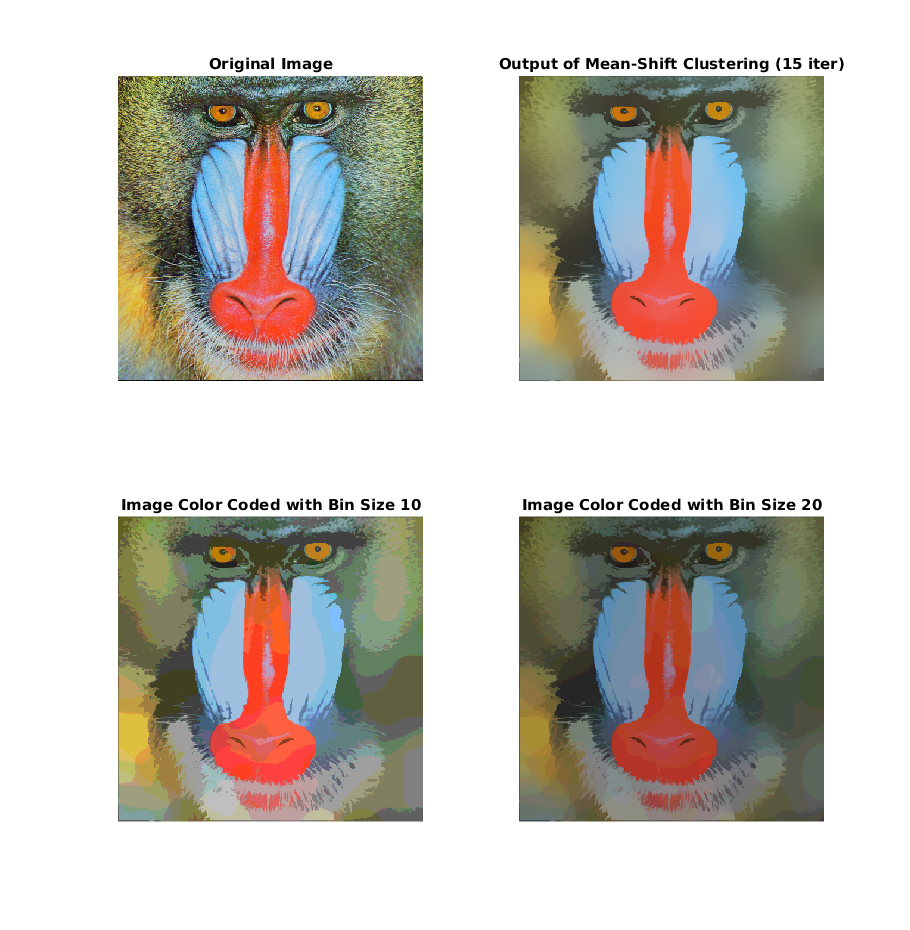 Original Image
Output of Mean-Shift Clustering (15 iter)
Image Color Coded with Bin Size 10
Image Color Coded with Bin Size 20